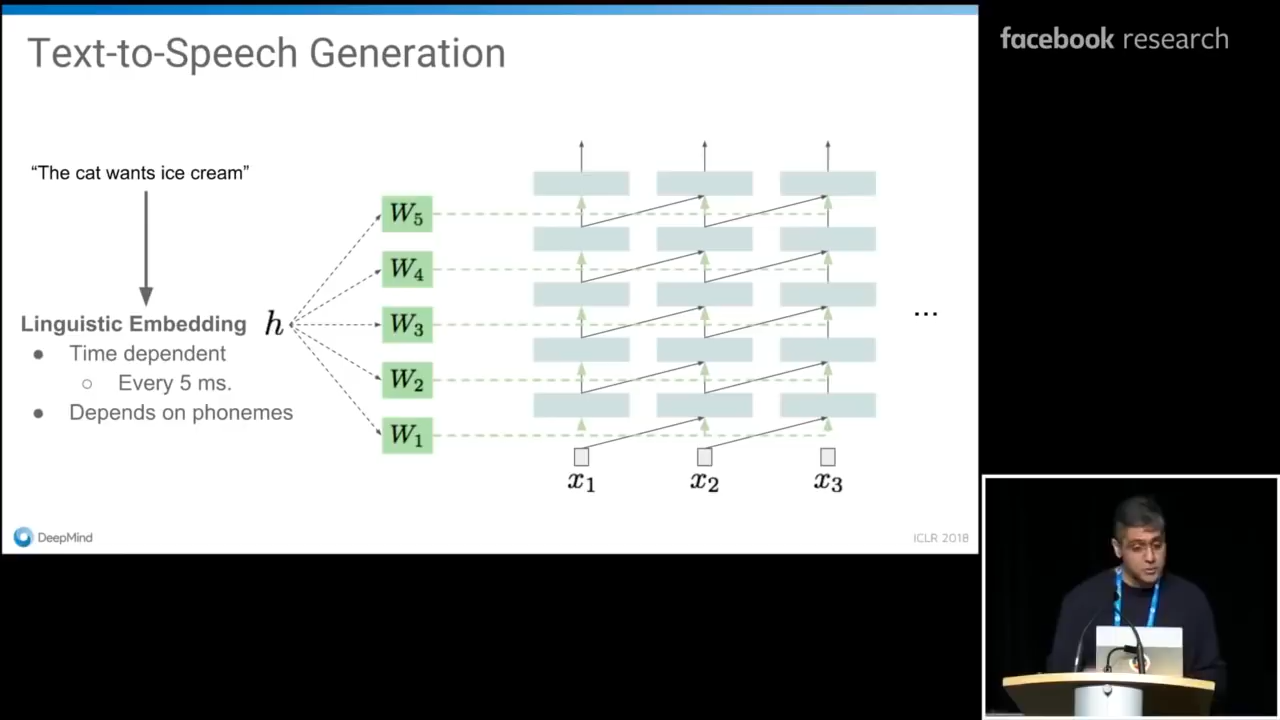 Text-to-Speech Generation
facebook research
“The cat wants ice cream”
Linguistic Embedding h
● Time dependent
○ Every 5 ms.
● Depends on phonemes
W5
W4
W3
W2
W1
...
x1 x2 x3
DeepMind
ICLR 2018